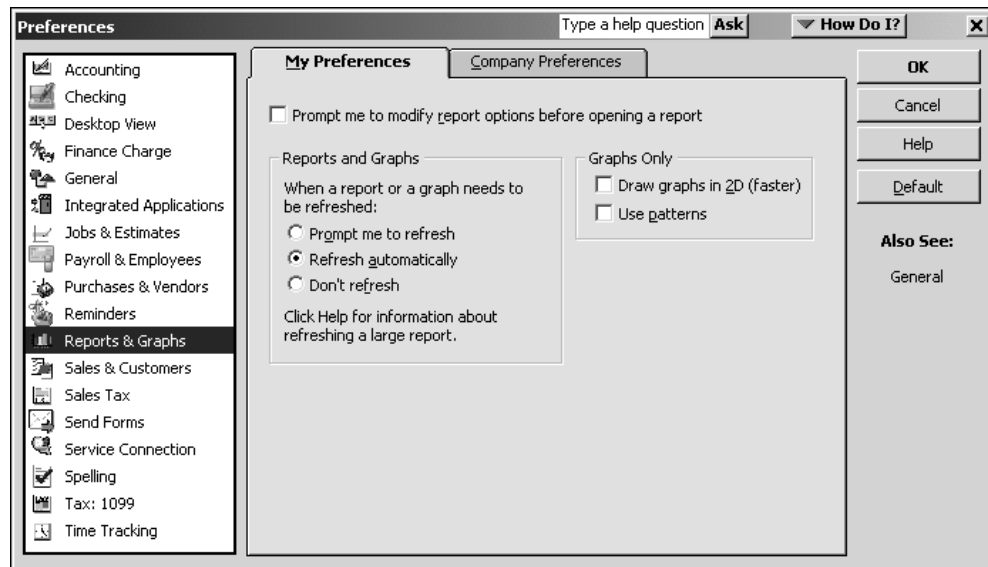 Preferences
Type a help question Ask
How Do I?
Accounting
Checking
Desktop View
Finance Charge
General
Integrated Applications
Jobs & Estimates
Payroll & Employees
Purchases & Vendors
Reminders
Reports & Graphs
Sales & Customers
Sales Tax
Send Forms
Service Connection
Spelling
Tax: 1099
Time Tracking
My Preferences
Company Preferences
Prompt me to modify report options before opening a report
Reports and Graphs
When a report or a graph needs to
be refreshed:
Prompt me to refresh
Refresh automatically
Don't refresh
Click Help for information about
refreshing a large report.
Graphs Only
Draw graphs in 2D (faster)
Use patterns
OK
Cancel
Help
Default
Also See:
General